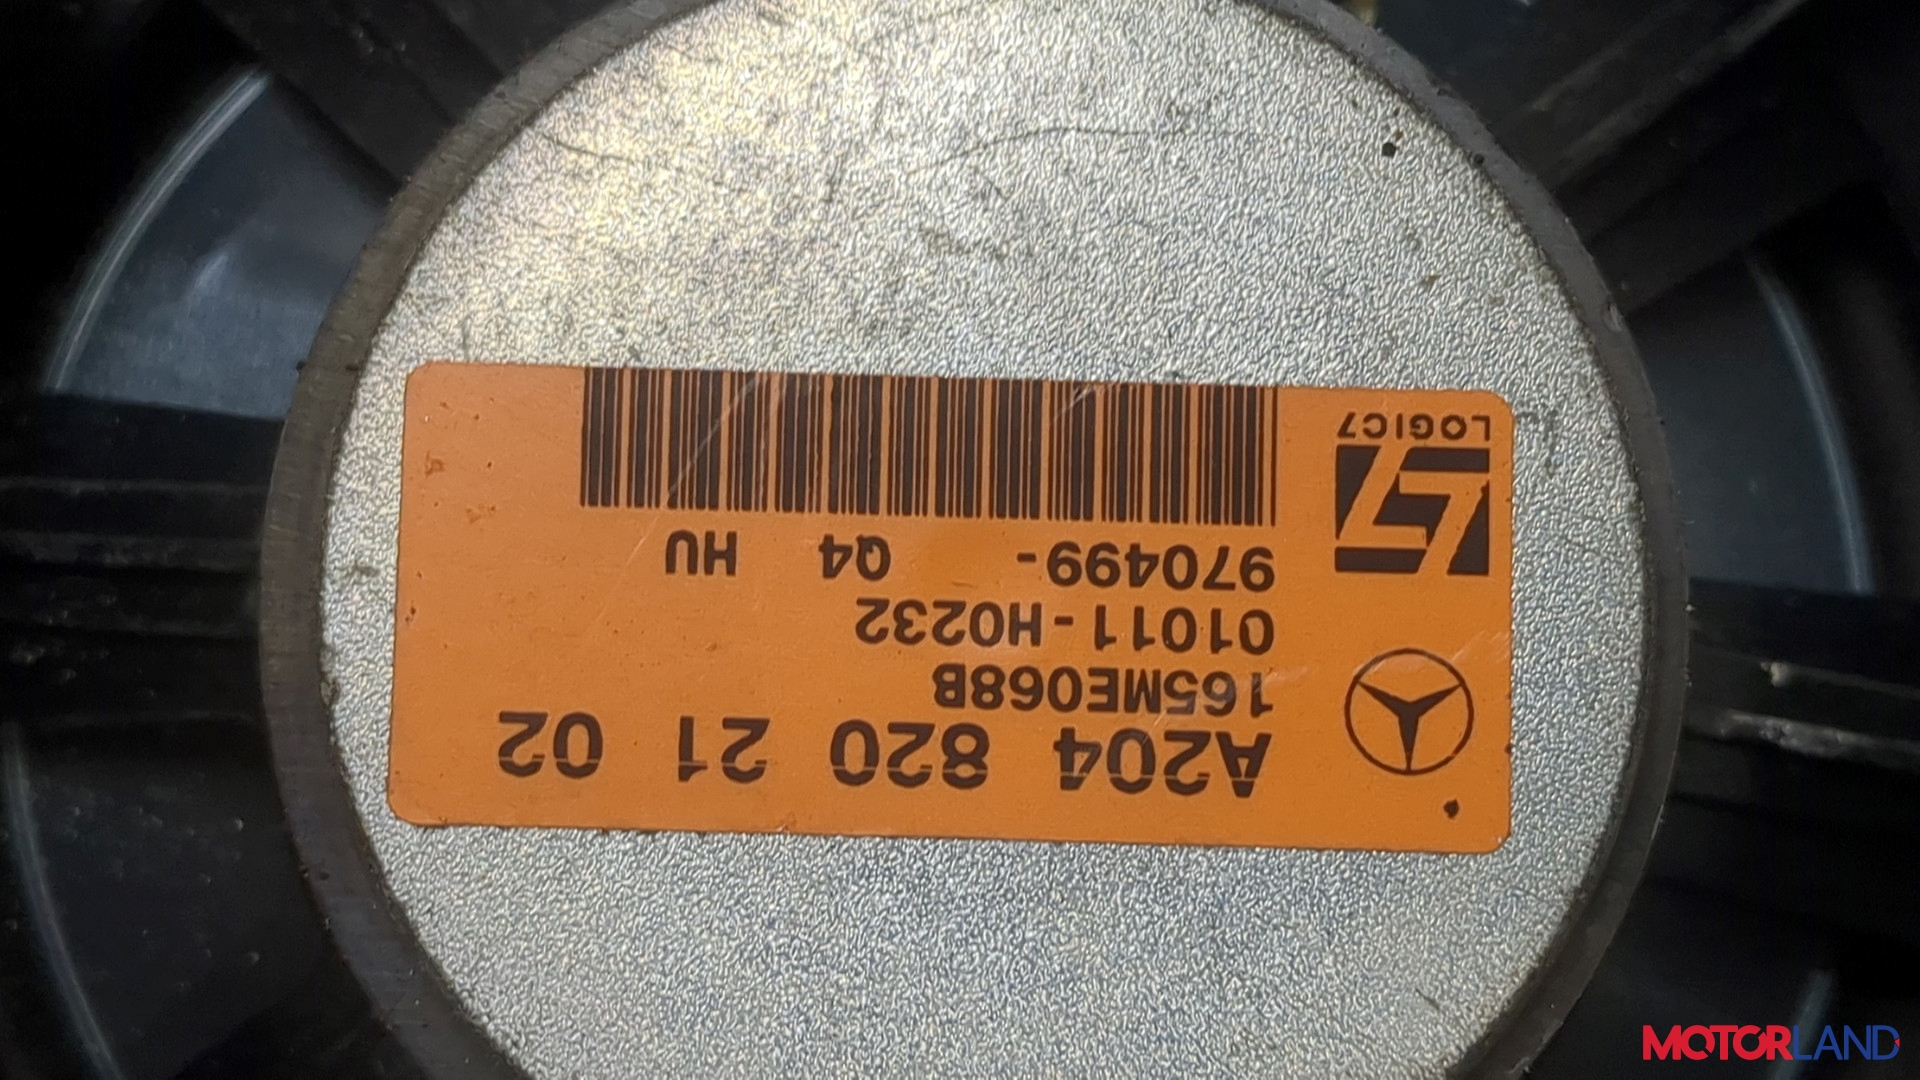 A204 820 21 02
165ME068B
01011-H0232
970499- Q4 HU
LOGIC7
MOTORLAND